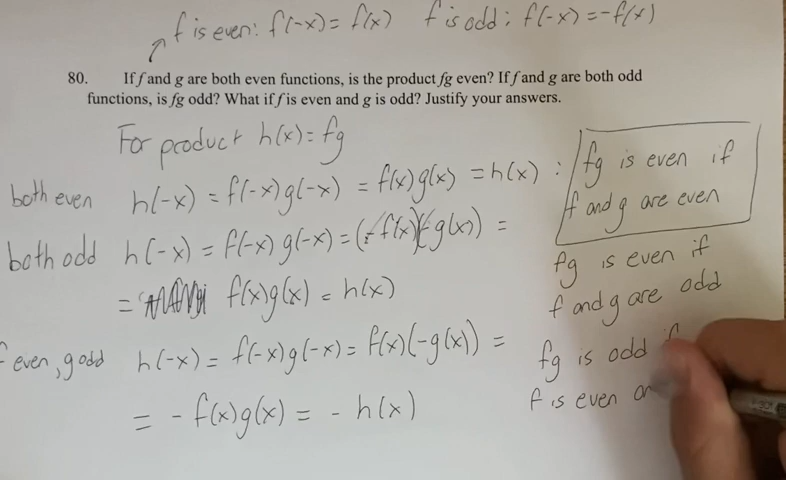 f is even: f(-x) = f(x) f is odd: f(-x) = -f(x)
80. If f and g are both even functions, is the product fg even? If f and g are both odd
functions, is fg odd? What if f is even and g is odd? Justify your answers.
For product h(x) = fg
both even h(-x) = f(-x)g(-x) = f(x)g(x) = h(x) :
fg is even if
f and g are even
both odd h(-x) = f(-x)g(-x) = (-f(x))(-g(x)) =
= f(x)g(x) = h(x)
fg is even if
f and g are odd
f even, g odd h(-x) = f(-x)g(-x) = f(x)(-g(x)) =
= -f(x)g(x) = -h(x)
fg is odd if
f is even